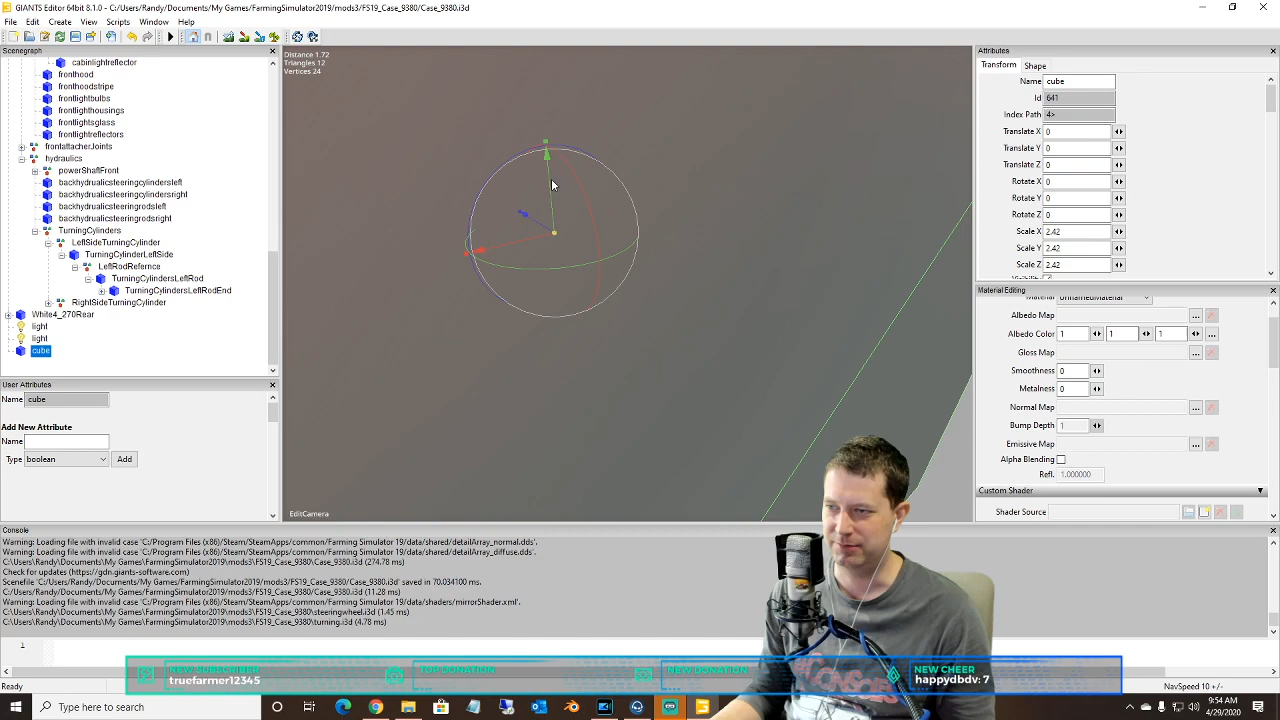 GIANTS Editor 64bit 8.1.0 - C:/Users/Randy/Documents/My Games/FarmingSimulator2019/mods3/FS19_Case_9380/Case_9380.i3d
File Edit View Create Scripts Window Help
Scenegraph
cabinlightreflector
fronthood
fronthoodstripe
frontlightbulbs
frontlighthousings
frontlightsglass
frontlightreflectors
frontattacherJoints
hydraulics
powerShaftFront
backhydraulicsteeringcyclindersleft
backhydraulicsteeringcylindersright
backhydraulicsteeringrodsleft
backhydraulicsteeringrodsright
TurningCylinders
LeftSideTurningCylinder
TurningCylinderLeftSide
LeftRodRefernce
TurningCylindersLeftRod
TurningCylindersLeftRodEnd
RightSideTurningCylinder
White4_270Rear
light
light
cube
User Attributes
Name cube
Add New Attribute
Name
Type boolean Add
Distance 1.72
Triangles 12
Vertices 24
EditCamera
Attributes
Transform Shape
Name cube
Id 641
Index Path 4>
Translate X 0
Translate Y 0
Translate Z 0
Rotate X 0
Rotate Y 0
Rotate Z 0
Scale X 2.42
Scale Y 2.42
Scale Z 2.42
Material Editing
Albedo Map ...
Albedo Color 1 1 1 ...
Gloss Map ...
Smoothness 0
Metalness 0
Normal Map ...
Bump Depth 1
Emissive Map ...
Alpha Blending
Refl. 1.000000
Custom Shader
Shader Source
Console
Warning: Loading file with invalid case 'C:/Program Files (x86)/Steam/SteamApps/common/Farming Simulator 19/data/shared/detailArray_normal.dds'.
Warning: Loading file with invalid case 'C:/Program Files (x86)/Steam/SteamApps/common/Farming Simulator 19/data/shared/detailArray_diffuse.dds'.
C:\Users\Randy\Documents\My Games\FarmingSimulator2019\mods3\FS19_Case_9380/Case_9380.i3d (274.78 ms)
Check for updates (https://gdn.giants-software.com)
Scenefile 'C:/Users/Randy/Documents/My Games/FarmingSimulator2019/mods3/FS19_Case_9380/Case_9380.i3d' saved in 70.034100 ms.
C:\Users\Randy\Documents\My Games\FarmingSimulator2019\mods3\FS19_Case_9380/Case_9380.i3d (11.28 ms)
Warning: Loading file with invalid case 'C:/Program Files (x86)/Steam/SteamApps/common/Farming Simulator 19/data/shaders/mirrorShader.xml'.
C:\Users\Randy\Documents\My Games\FarmingSimulator2019\mods3\FS19_Case_9380\steeringwheel.i3d (1.45 ms)
C:\Users\Randy\Documents\My Games\FarmingSimulator2019\mods3\FS19_Case_9380\turning.i3d (4.78 ms)
1
NEW SUBSCRIBER
truefarmer12345
TOP DONATION
NEW DONATION
NEW CHEER
happydbdv: 7
Ready
NavSpeed 10 +/-
Type here to search
9:54 AM
4/29/2020